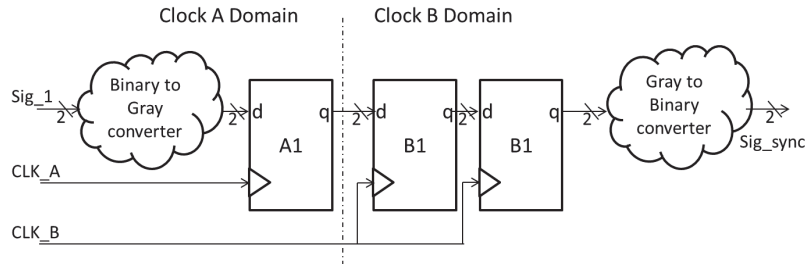 Clock A Domain
Clock B Domain
Binary to
Gray
converter
Gray to
Binary
converter
Sig_1
2
2
d
q
2
d
q
2
d
q
2
2
A1
B1
B1
Sig_sync
CLK_A
CLK_B